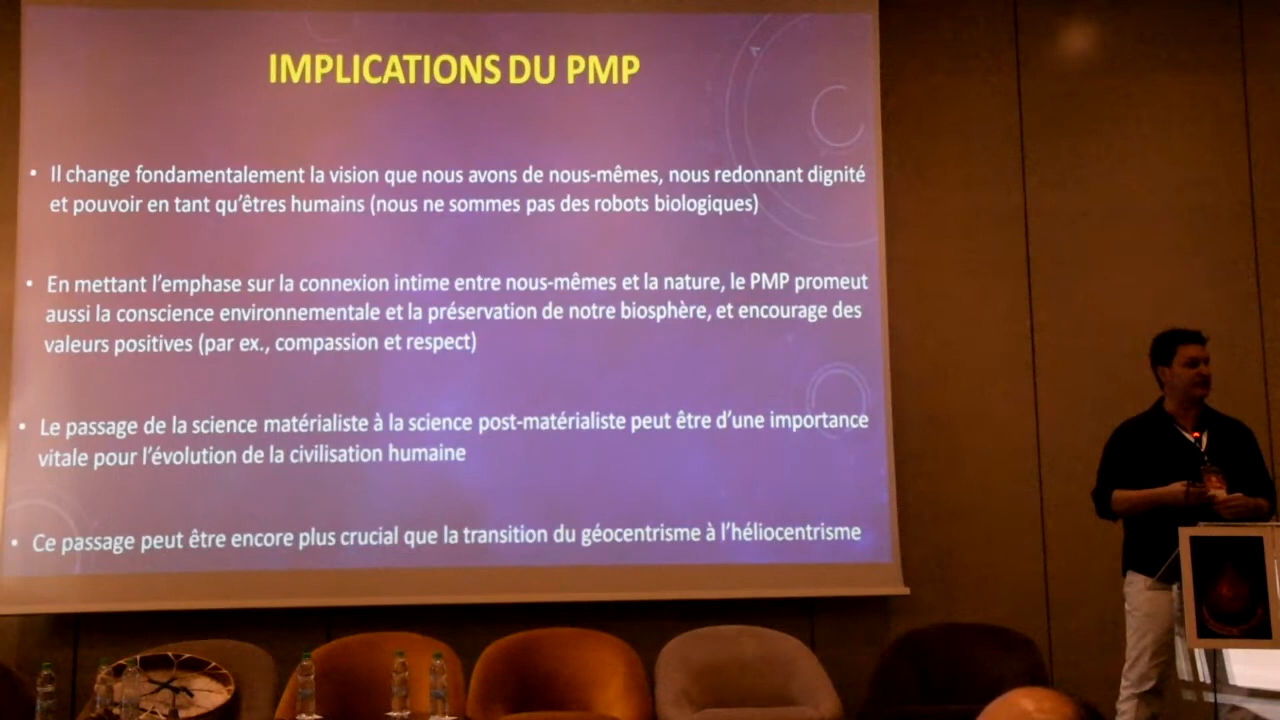 IMPLICATIONS DU PMP
• Il change fondamentalement la vision que nous avons de nous-mêmes, nous redonnant dignité
et pouvoir en tant qu'êtres humains (nous ne sommes pas des robots biologiques)
• En mettant l'emphase sur la connexion intime entre nous-mêmes et la nature, le PMP promeut
aussi la conscience environnementale et la préservation de notre biosphère, et encourage des
valeurs positives (par ex., compassion et respect)
• Le passage de la science matérialiste à la science post-matérialiste peut être d'une importance
vitale pour l'évolution de la civilisation humaine
• Ce passage peut être encore plus crucial que la transition du géocentrisme à l'héliocentrisme